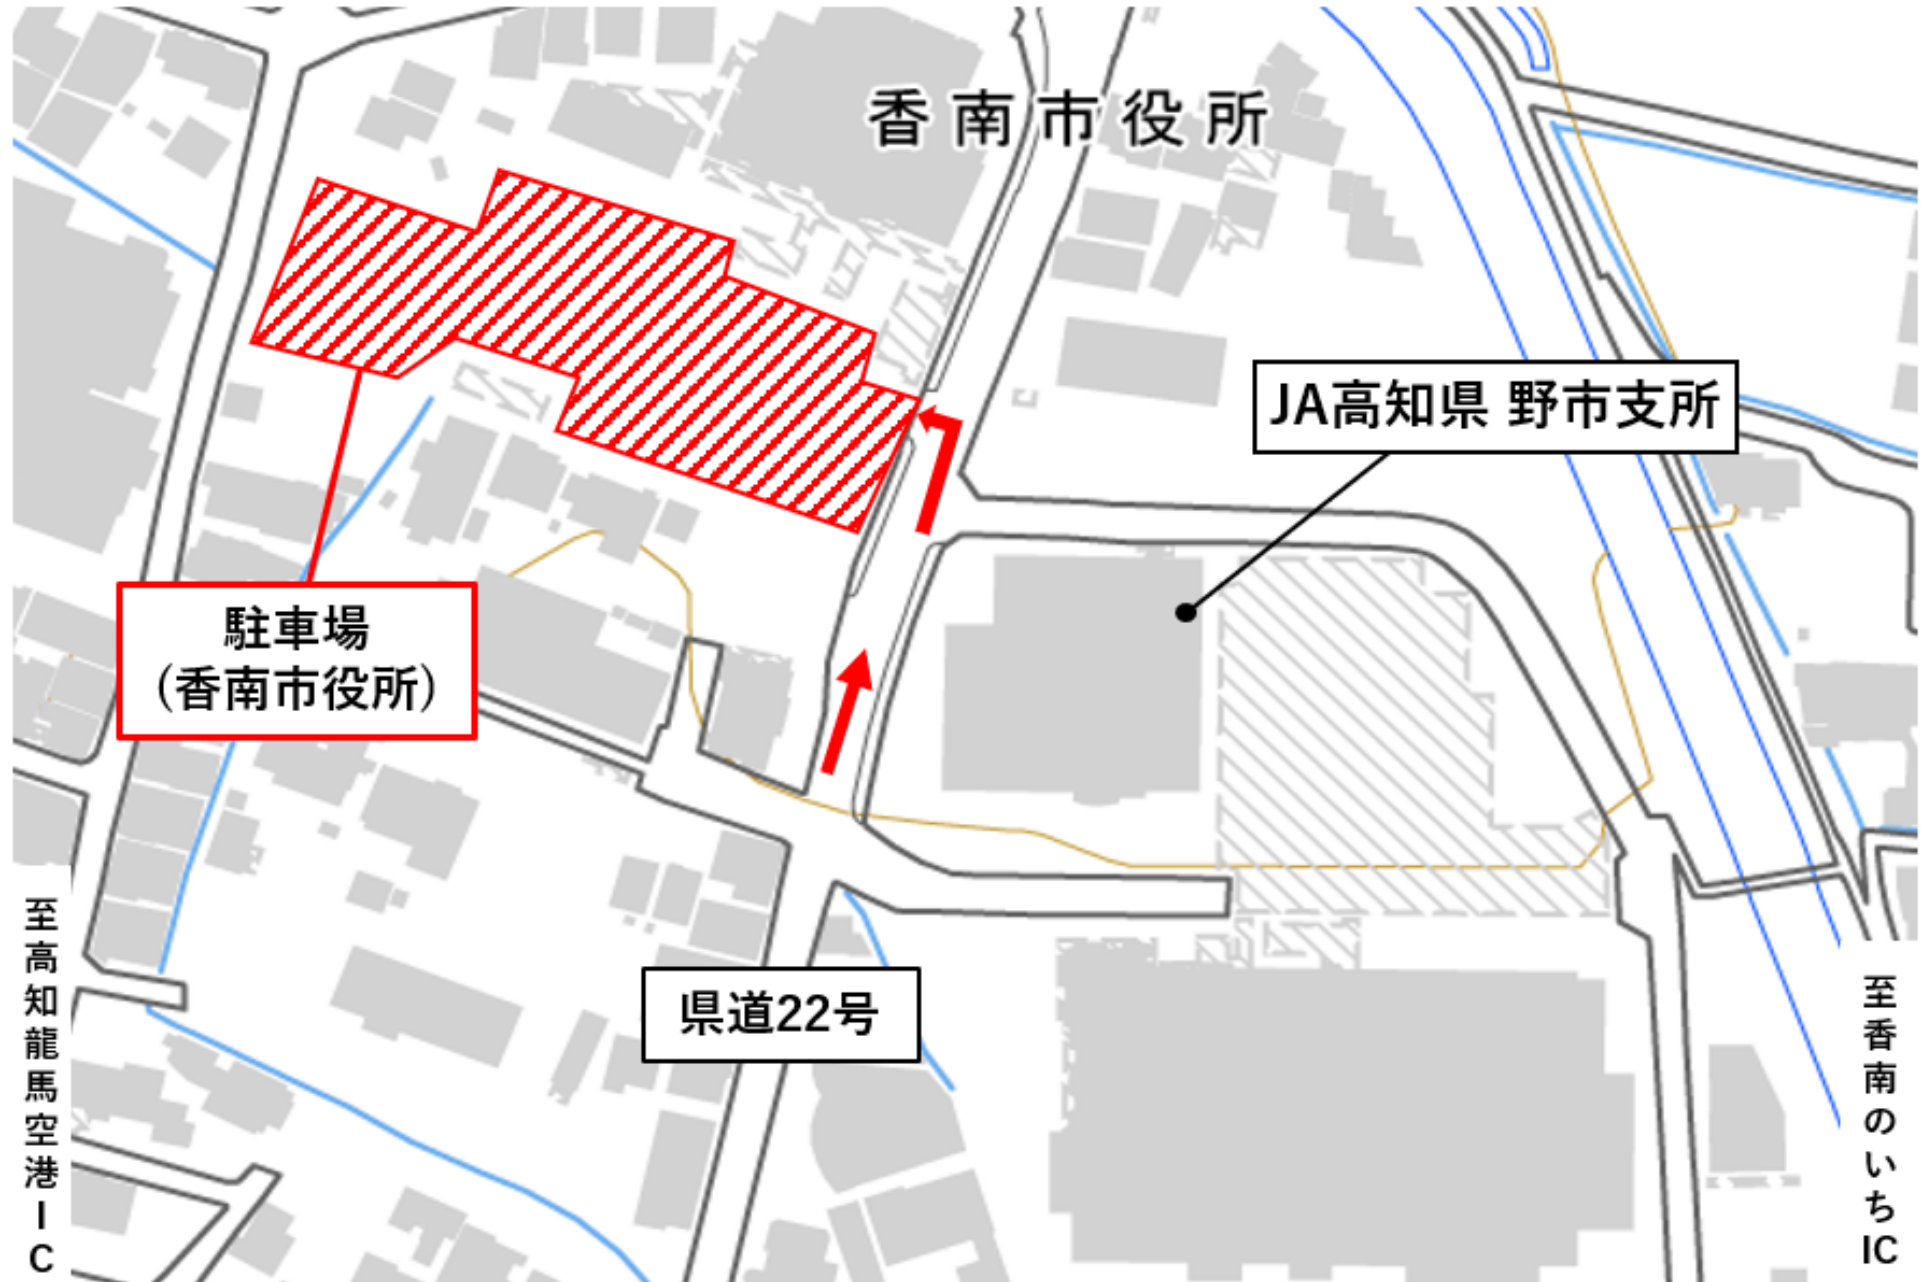 香南市役所
JA高知県 野市支所
駐車場
(香南市役所)
県道22号
至高知龍馬空港IC
至香南のいちIC